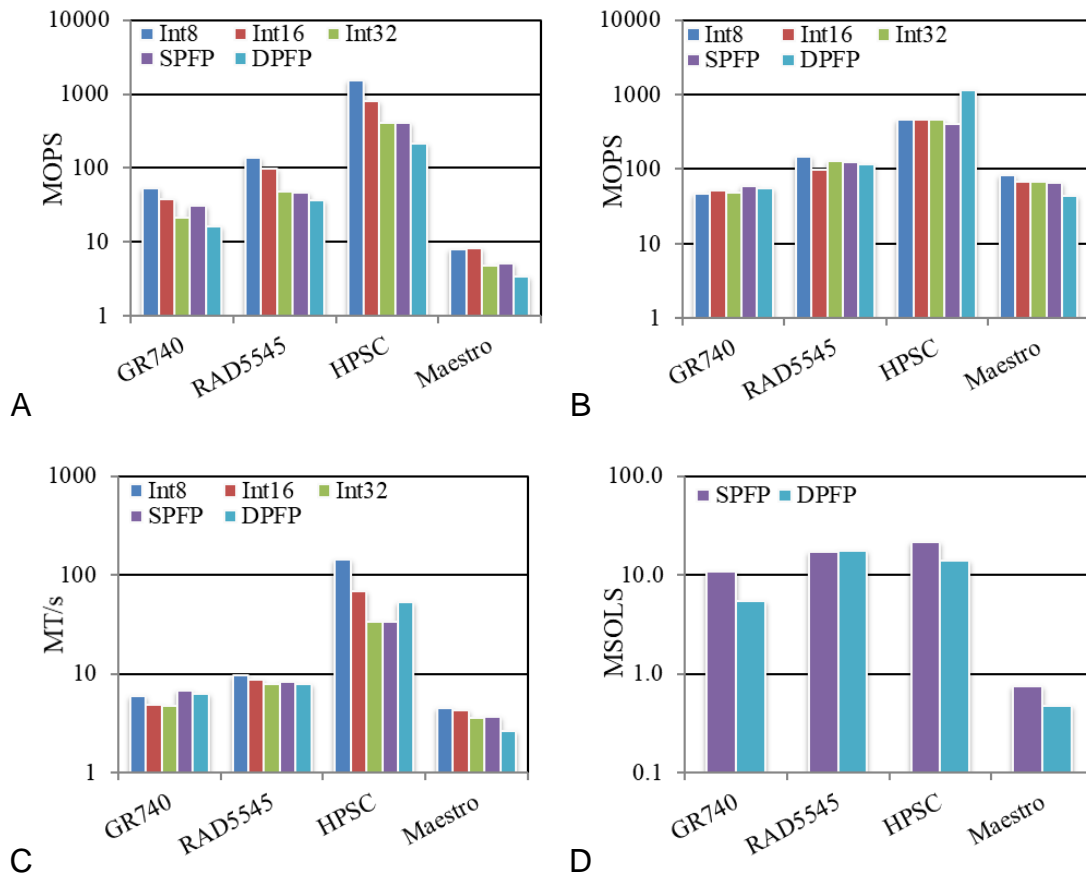 10000
1000
100
10
1
MOPS
Int8 Int16 Int32
SPFP DPFP
GR740 RAD5545 HPSC Maestro
A
10000
1000
100
10
1
MOPS
Int8 Int16 Int32
SPFP DPFP
GR740 RAD5545 HPSC Maestro
B
1000
100
10
1
MT/s
Int8 Int16 Int32
SPFP DPFP
GR740 RAD5545 HPSC Maestro
C
100.0
10.0
1.0
0.1
MSOLS
SPFP DPFP
GR740 RAD5545 HPSC Maestro
D